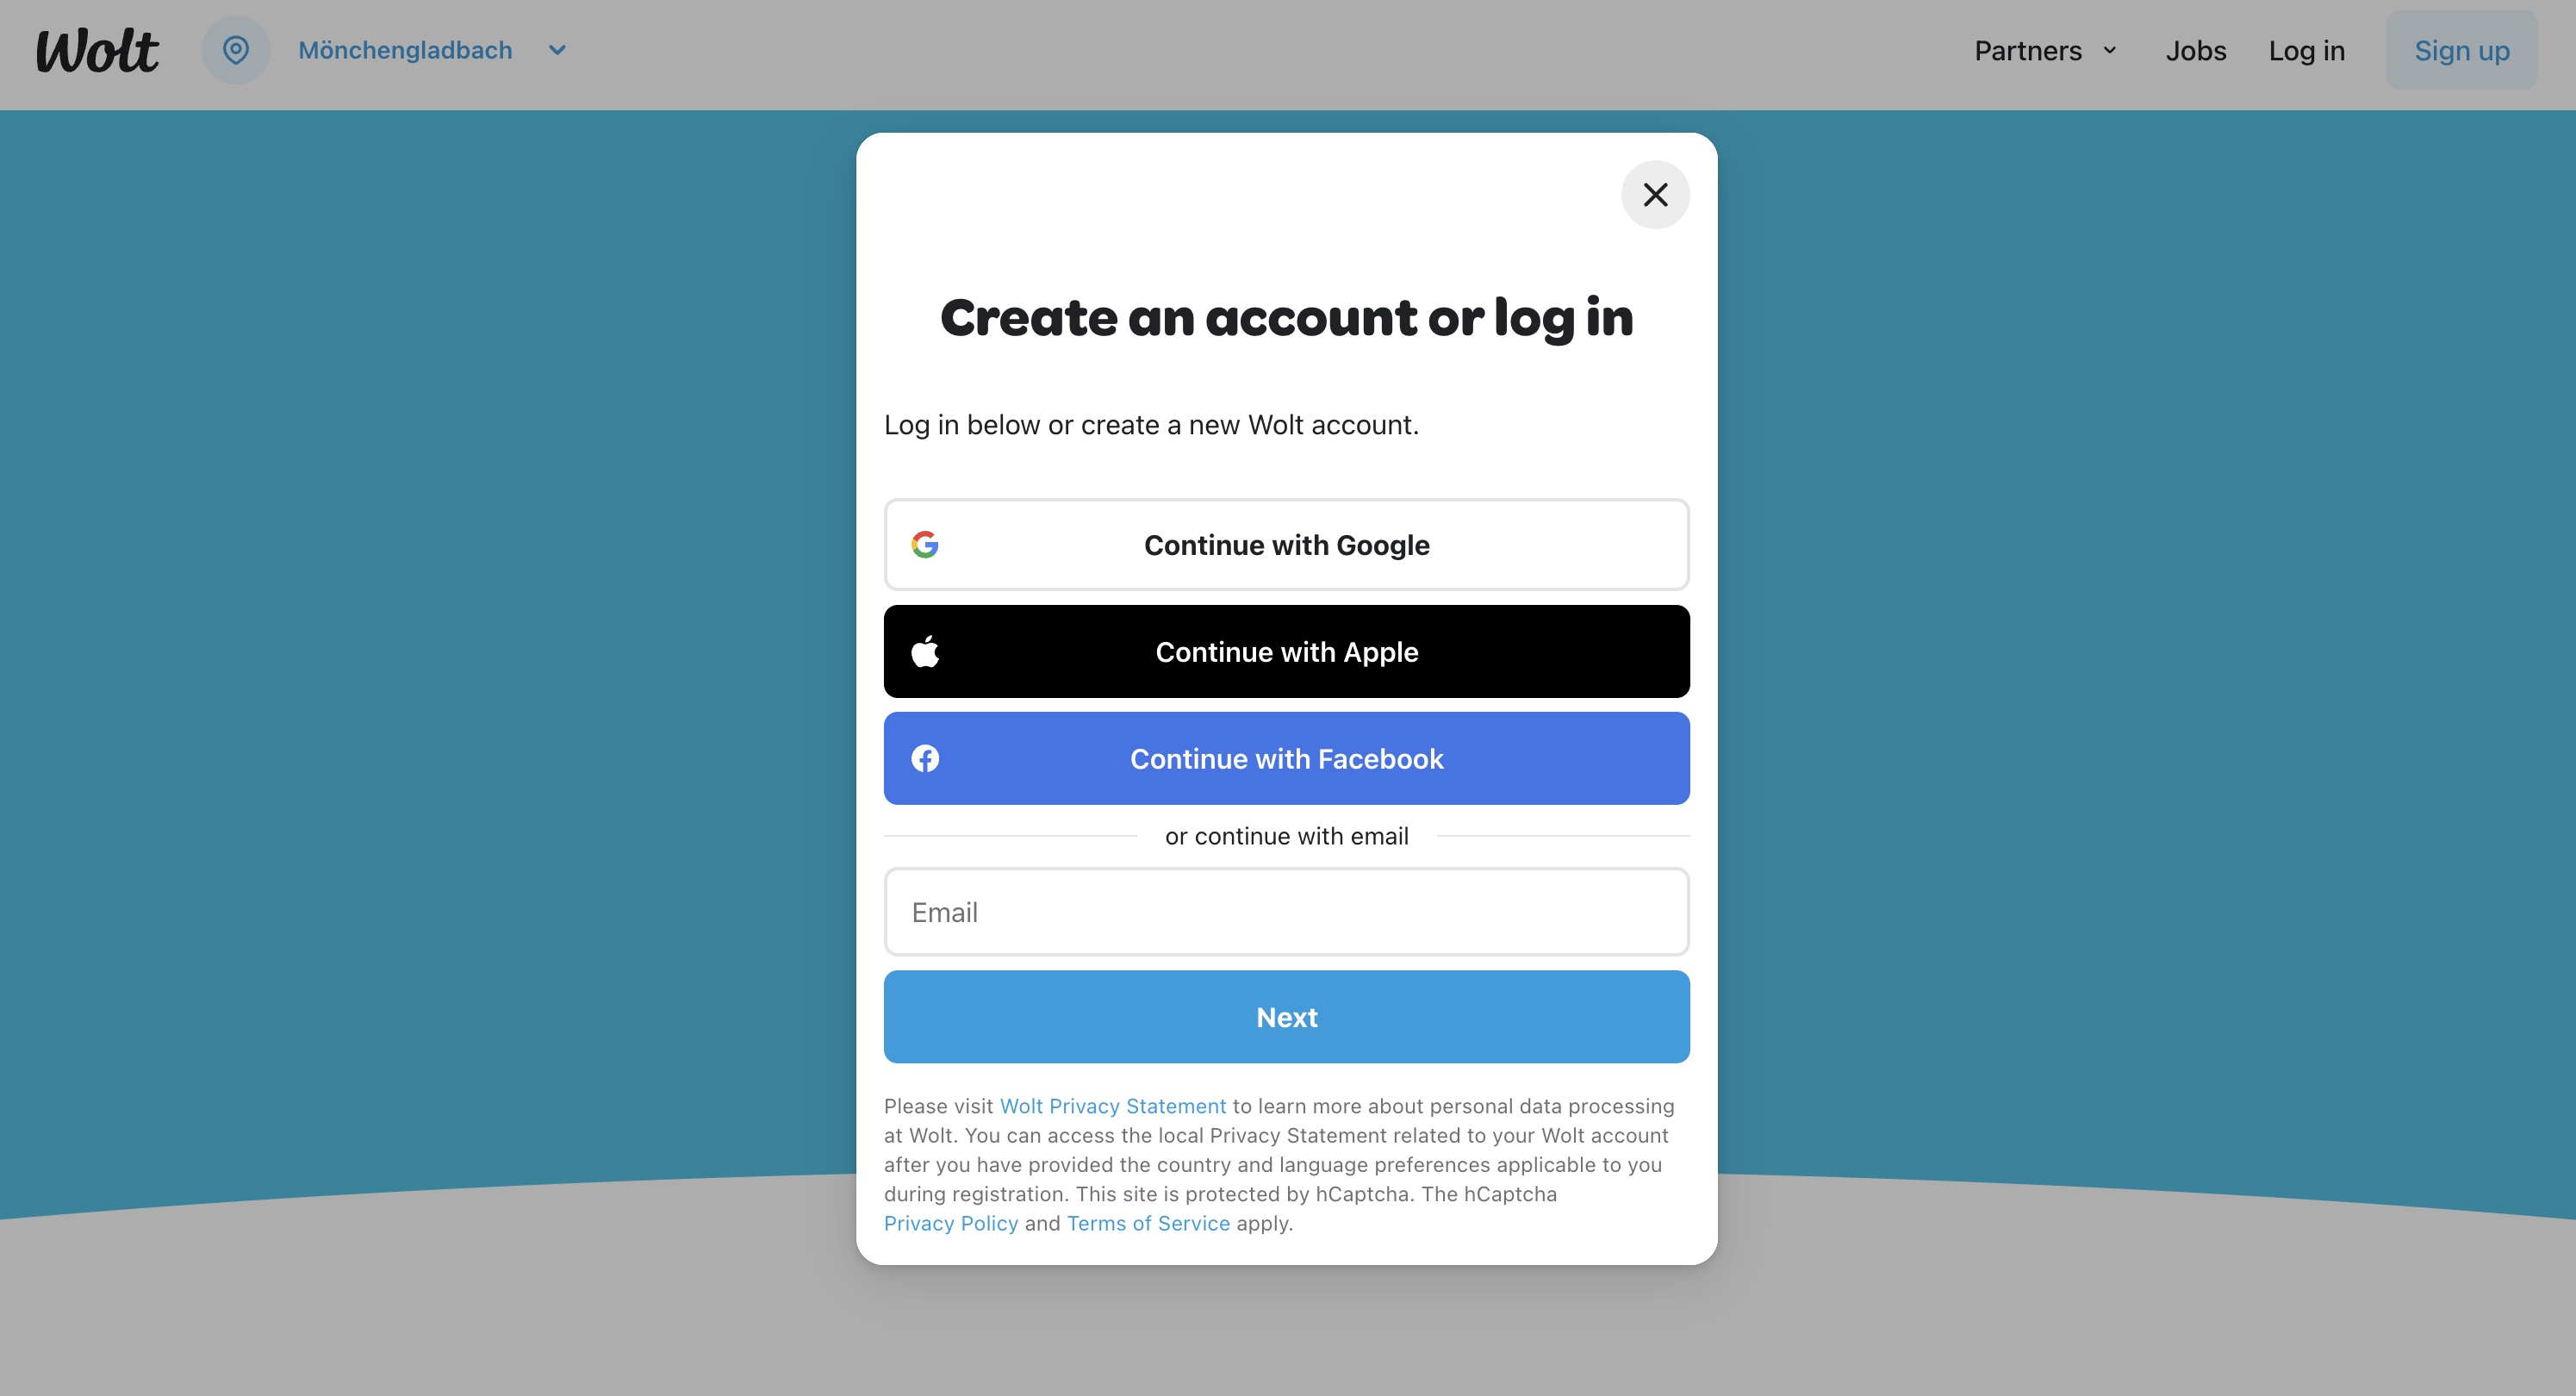 Wolt
Mönchengladbach
Partners
Jobs
Log in
Sign up
Create an account or log in
Log in below or create a new Wolt account.
Continue with Google
Continue with Apple
Continue with Facebook
or continue with email
Email
Next
Please visit Wolt Privacy Statement to learn more about personal data processing
at Wolt. You can access the local Privacy Statement related to your Wolt account
after you have provided the country and language preferences applicable to you
during registration. This site is protected by hCaptcha. The hCaptcha
Privacy Policy and Terms of Service apply.